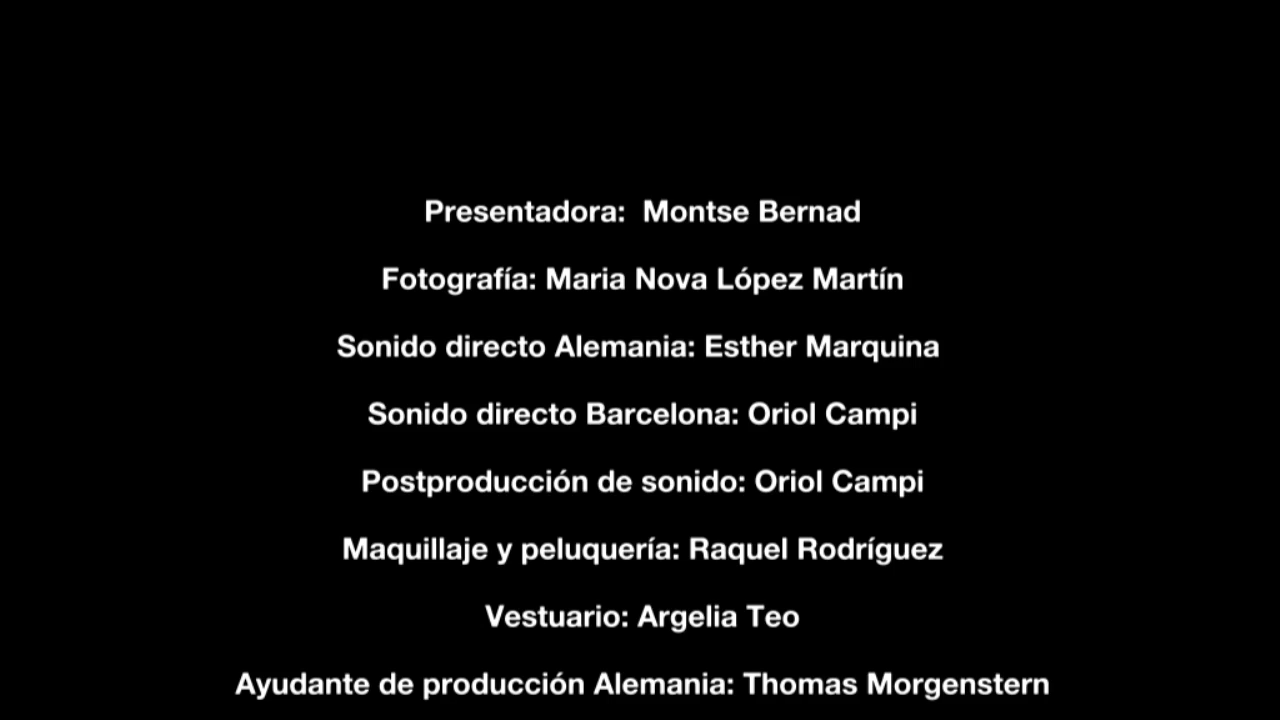 Presentadora:  Montse Bernad
Fotografía: Maria Nova López Martín
Sonido directo Alemania: Esther Marquina
Sonido directo Barcelona: Oriol Campi
Postproducción de sonido: Oriol Campi
Maquillaje y peluquería: Raquel Rodríguez
Vestuario: Argelia Teo
Ayudante de producción Alemania: Thomas Morgenstern